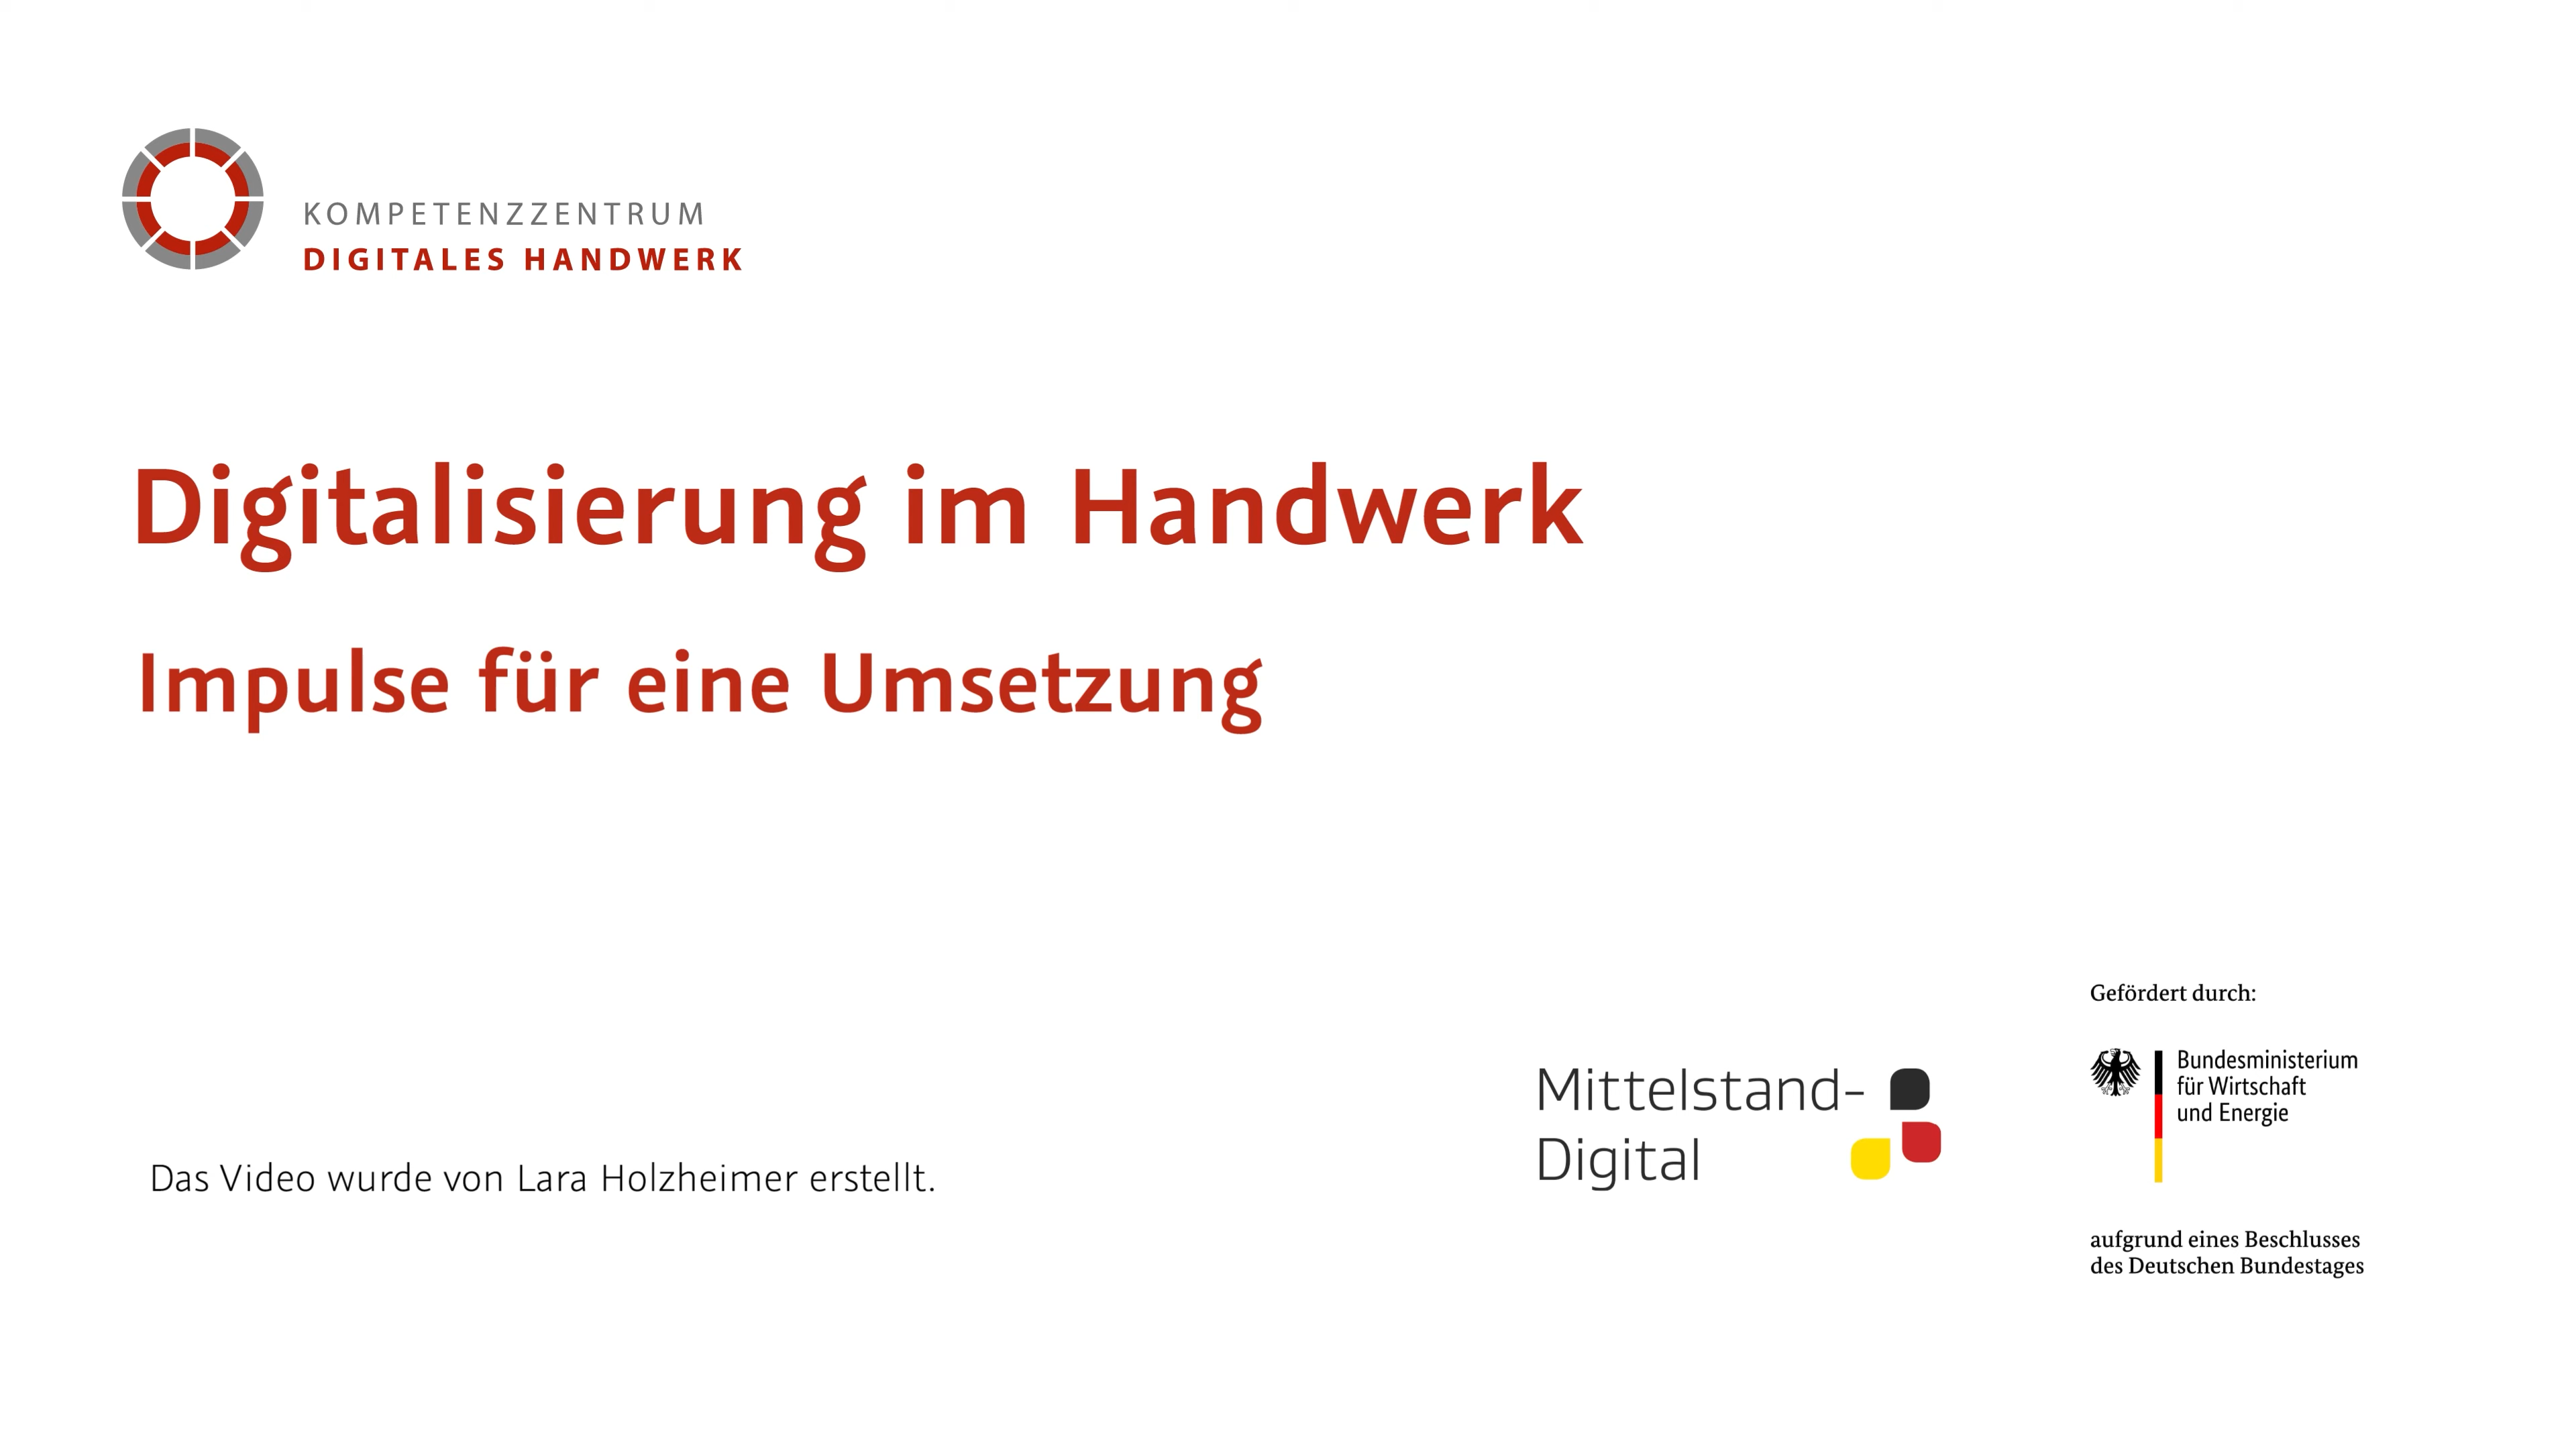 KOMPETENZZENTRUM
DIGITALES HANDWERK
Digitalisierung im Handwerk
Impulse für eine Umsetzung
Das Video wurde von Lara Holzheimer erstellt.
Mittelstand-
Digital
Gefördert durch:
Bundesministerium
für Wirtschaft
und Energie
aufgrund eines Beschlusses
des Deutschen Bundestages